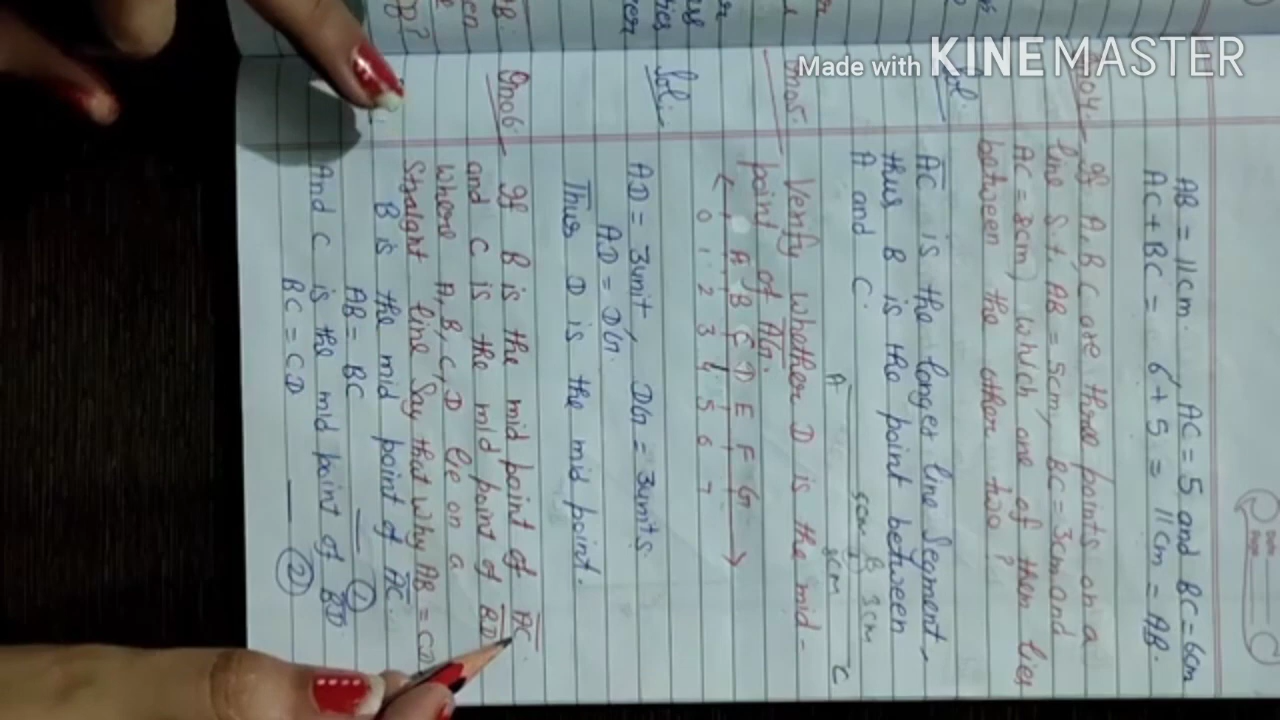 Made with KINEMASTER
AB = 11cm. , AC = 5 and BC = 6cm
AC + BC = 6 + 5 = 11cm = AB.
no4. If A, B, C are three points on a
line S.t. AB = 5cm, BC = 3cm and
AC = 8cm) which one of then lies
between the other two?
Sol. AC is the longest line Segment,
thus B is the point between
A and C.
A B C
5cm 3cm
8cm
no5. Verify whether D is the mid-
point of AG.
A B C D E F G
0 1 2 3 4 5 6 7
Sol. AD = 3unit, DG = 3units
AD = DG.
Thus D is the mid point.
Qno6. If B is the mid point of AC.
and C is the mid point of BD
where A, B, C, D lie on a
Straight line, Say that why AB = CD
B is the mid point of AC.
AB = BC — ①
And C is the mid point of BD
BC = CD — ②